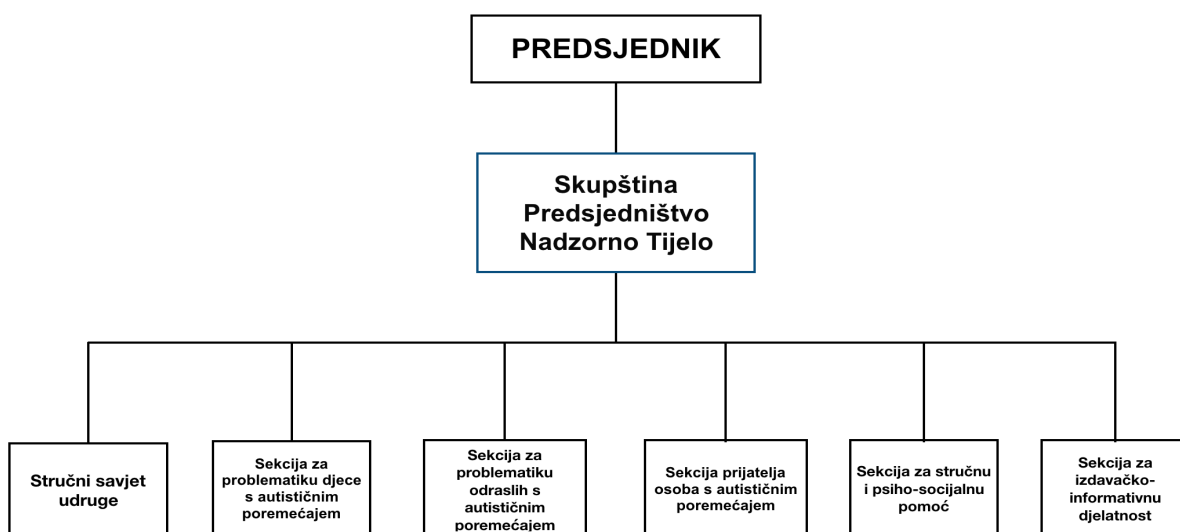 PREDSJEDNIK
Skupština
Predsjedništvo
Nadzorno Tijelo
Stručni savjet
udruge
Sekcija za
problematiku djece
s autističnim
poremećajem
Sekcija za
problematiku
odraslih s
autističnim
poremećajem
Sekcija prijatelja
osoba s autističnim
poremećajem
Sekcija za stručnu
i psiho-socijalnu
pomoć
Sekcija za
izdavačko-
informativnu
djelatnost